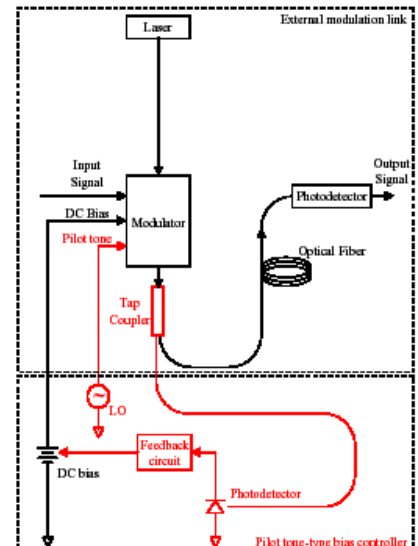 External modulation link
Laser
Input
Signal
Output
Signal
DC Bias
Modulator
Photodetector
Pilot tone
Optical Fiber
Tap
Coupler
LO
Feedback
circuit
DC bias
Photodetector
Pilot tone-type bias controller